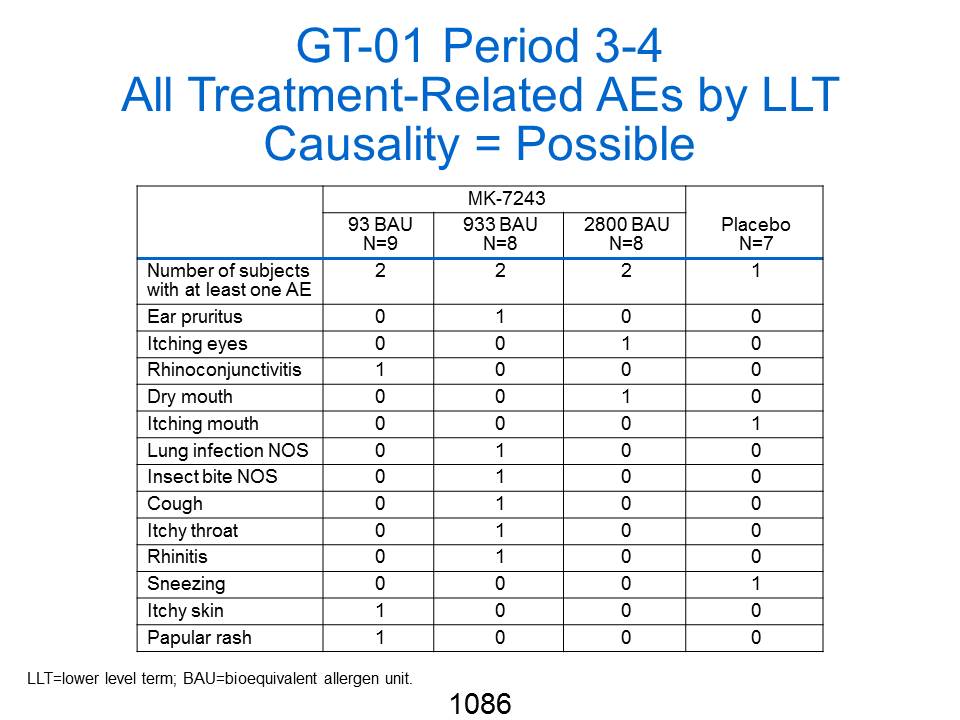 GT-01 Period 3-4
All Treatment-Related AEs by LLT
Causality = Possible
MK-7243
93 BAU 933 BAU 2800 BAU Placebo
N=9 N=8 N=8 N=7
Number of subjects 2 2 2 1
with at least one AE
Ear pruritus 0 1 0 0
Itching eyes 0 0 1 0
Rhinoconjunctivitis 1 0 0 0
Dry mouth 0 0 1 0
Itching mouth 0 0 0 1
Lung infection NOS 0 1 0 0
Insect bite NOS 0 1 0 0
Cough 0 1 0 0
Itchy throat 0 1 0 0
Rhinitis 0 1 0 0
Sneezing 0 0 0 1
Itchy skin 1 0 0 0
Papular rash 1 0 0 0
LLT=lower level term; BAU=bioequivalent allergen unit.
1086